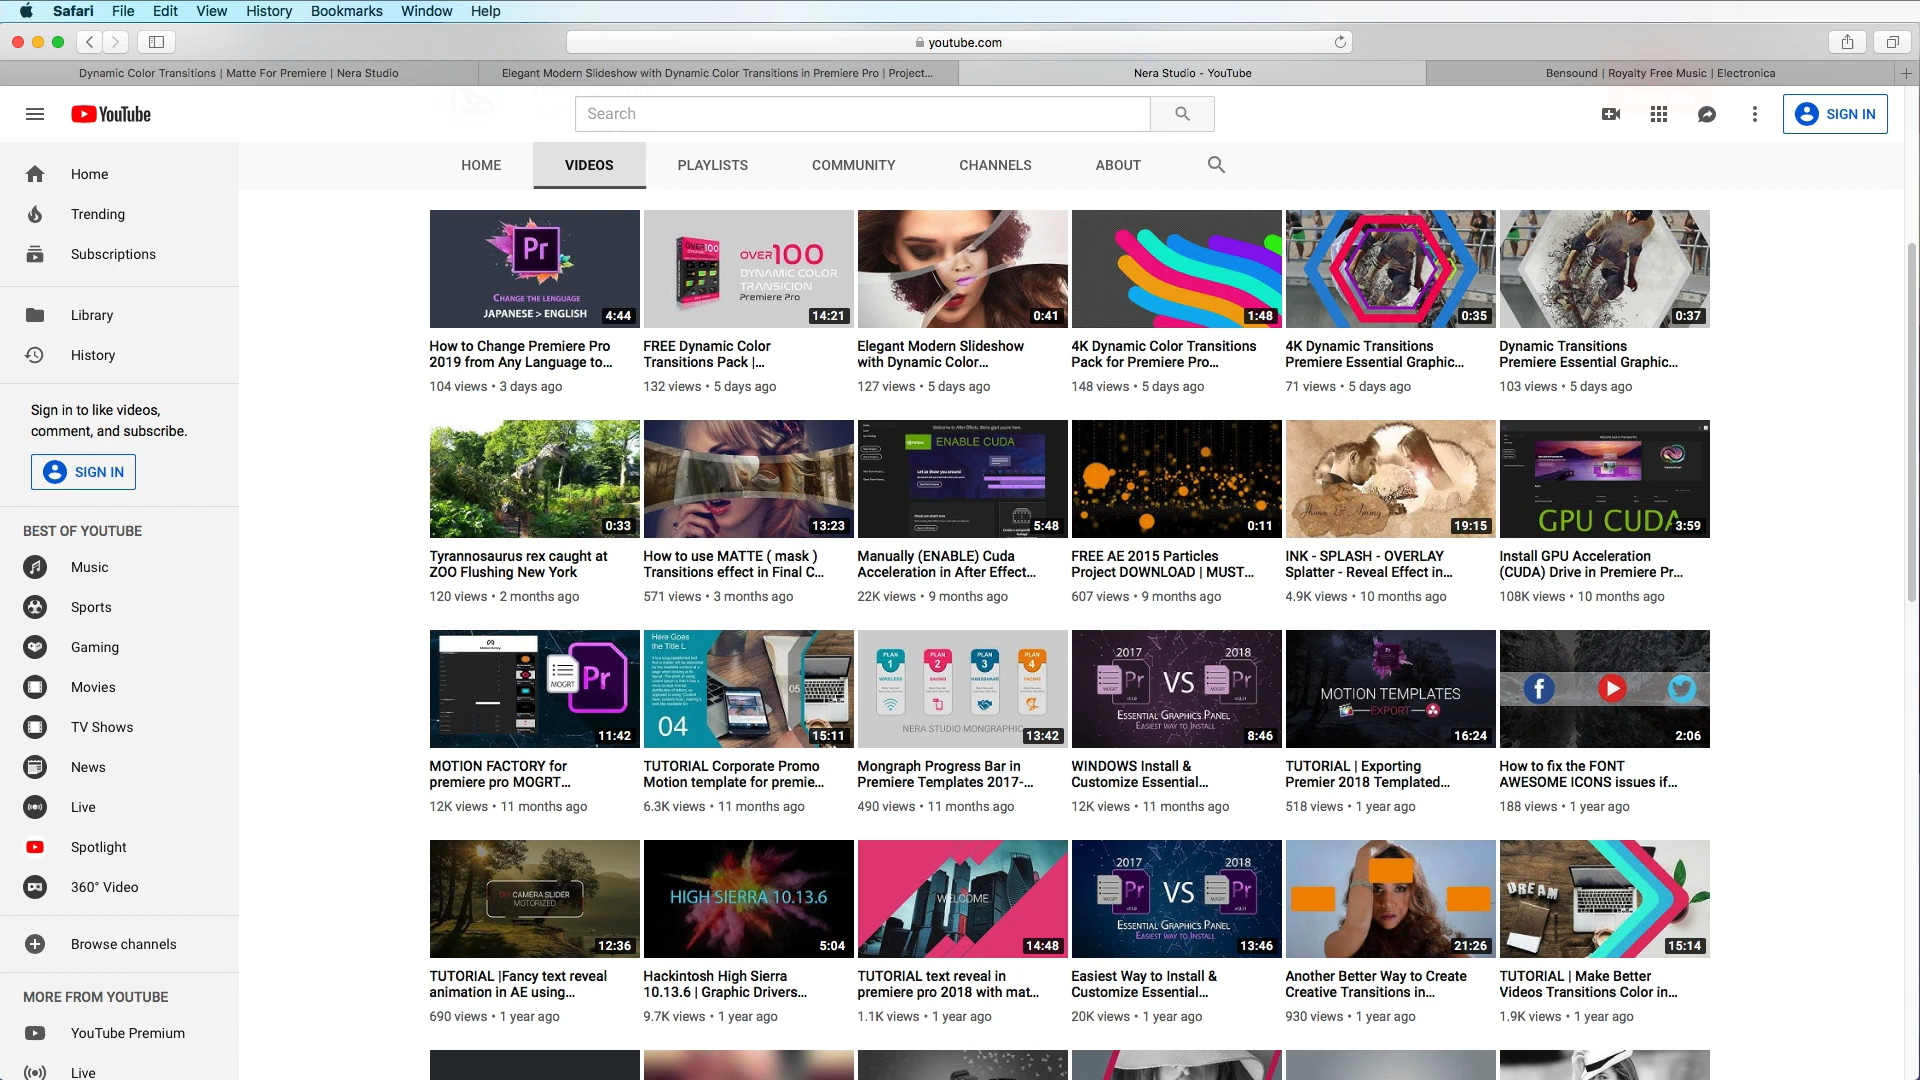 Safari File Edit View History Bookmarks Window Help
youtube.com
Dynamic Color Transitions | Matte For Premiere | Nera Studio
Elegant Modern Slideshow with Dynamic Color Transitions in Premiere Pro | Project...
Nera Studio - YouTube
Bensound | Royalty Free Music | Electronica
YouTube
Search
SIGN IN
HOME VIDEOS PLAYLISTS COMMUNITY CHANNELS ABOUT
Home
Trending
Subscriptions
Library
History
Sign in to like videos,
comment, and subscribe.
SIGN IN
BEST OF YOUTUBE
Music
Sports
Gaming
Movies
TV Shows
News
Live
Spotlight
360° Video
Browse channels
MORE FROM YOUTUBE
YouTube Premium
Live
Pr
CHANGE THE LENGUAGE
JAPANESE > ENGLISH
4:44
How to Change Premiere Pro
2019 from Any Language to...
104 views • 3 days ago
OVER100
OVER100
DYNAMIC COLOR
TRANSICION
Premiere Pro
14:21
FREE Dynamic Color
Transitions Pack |...
132 views • 5 days ago
0:41
Elegant Modern Slideshow
with Dynamic Color...
127 views • 5 days ago
1:48
4K Dynamic Color Transitions
Pack for Premiere Pro...
148 views • 5 days ago
0:35
4K Dynamic Transitions
Premiere Essential Graphic...
71 views • 5 days ago
0:37
Dynamic Transitions
Premiere Essential Graphic...
103 views • 5 days ago
0:33
Tyrannosaurus rex caught at
ZOO Flushing New York
120 views • 2 months ago
13:23
How to use MATTE ( mask )
Transitions effect in Final C...
571 views • 3 months ago
ENABLE CUDA
Let us show you around
5:48
Manually (ENABLE) Cuda
Acceleration in After Effect...
22K views • 9 months ago
0:11
FREE AE 2015 Particles
Project DOWNLOAD | MUST...
607 views • 9 months ago
Jhoan & Ammy
19:15
INK - SPLASH - OVERLAY
Splatter - Reveal Effect in...
4.9K views • 10 months ago
GPU CUDA
3:59
Install GPU Acceleration
(CUDA) Drive in Premiere Pr...
108K views • 10 months ago
MOGRT
Pr
11:42
MOTION FACTORY for
premiere pro MOGRT...
12K views • 11 months ago
Here Goes
the Title L
04
05
15:11
TUTORIAL Corporate Promo
Motion template for premie...
6.3K views • 11 months ago
PLAN PLAN PLAN PLAN
1 2 3 4
NERA STUDIO MONGRAPHIC
13:42
Mongraph Progress Bar in
Premiere Templates 2017-...
490 views • 11 months ago
2017 2018
Pr VS Pr
ESSENTIAL GRAPHICS PANEL
EASIEST WAY TO INSTALL
8:46
WINDOWS Install &
Customize Essential...
12K views • 11 months ago
Pr
MOTION TEMPLATES
EXPORT
16:24
TUTORIAL | Exporting
Premier 2018 Templated...
518 views • 1 year ago
2:06
How to fix the FONT
AWESOME ICONS issues if...
188 views • 1 year ago
DIY CAMERA SLIDER
MOTORIZED
12:36
TUTORIAL |Fancy text reveal
animation in AE using...
690 views • 1 year ago
HIGH SIERRA 10.13.6
5:04
Hackintosh High Sierra
10.13.6 | Graphic Drivers...
9.7K views • 1 year ago
WELCOME
14:48
TUTORIAL text reveal in
premiere pro 2018 with mat...
1.1K views • 1 year ago
2017 2018
Pr VS Pr
ESSENTIAL GRAPHICS PANEL
EASIEST WAY TO INSTALL
13:46
Easiest Way to Install &
Customize Essential...
20K views • 1 year ago
21:26
Another Better Way to Create
Creative Transitions in...
930 views • 1 year ago
DREAM
15:14
TUTORIAL | Make Better
Videos Transitions Color in...
1.9K views • 1 year ago